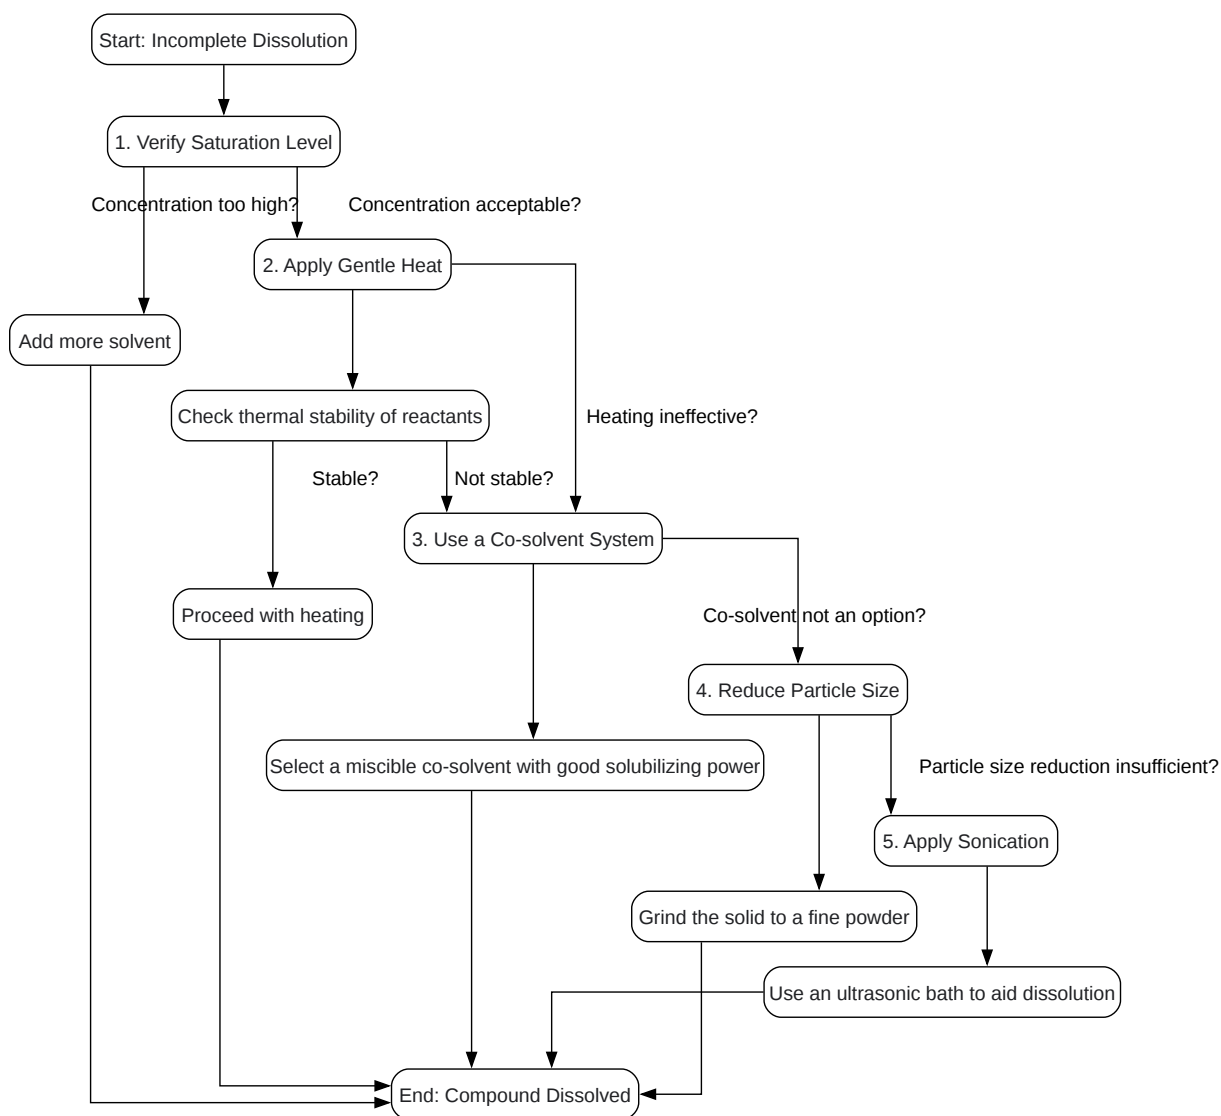 Start: Incomplete Dissolution
1. Verify Saturation Level
Concentration too high?
Concentration acceptable?
2. Apply Gentle Heat
Add more solvent
Check thermal stability of reactants
Heating ineffective?
Stable?
Not stable?
3. Use a Co-solvent System
Proceed with heating
Co-solvent not an option?
4. Reduce Particle Size
Select a miscible co-solvent with good solubilizing power
Particle size reduction insufficient?
5. Apply Sonication
Grind the solid to a fine powder
Use an ultrasonic bath to aid dissolution
End: Compound Dissolved